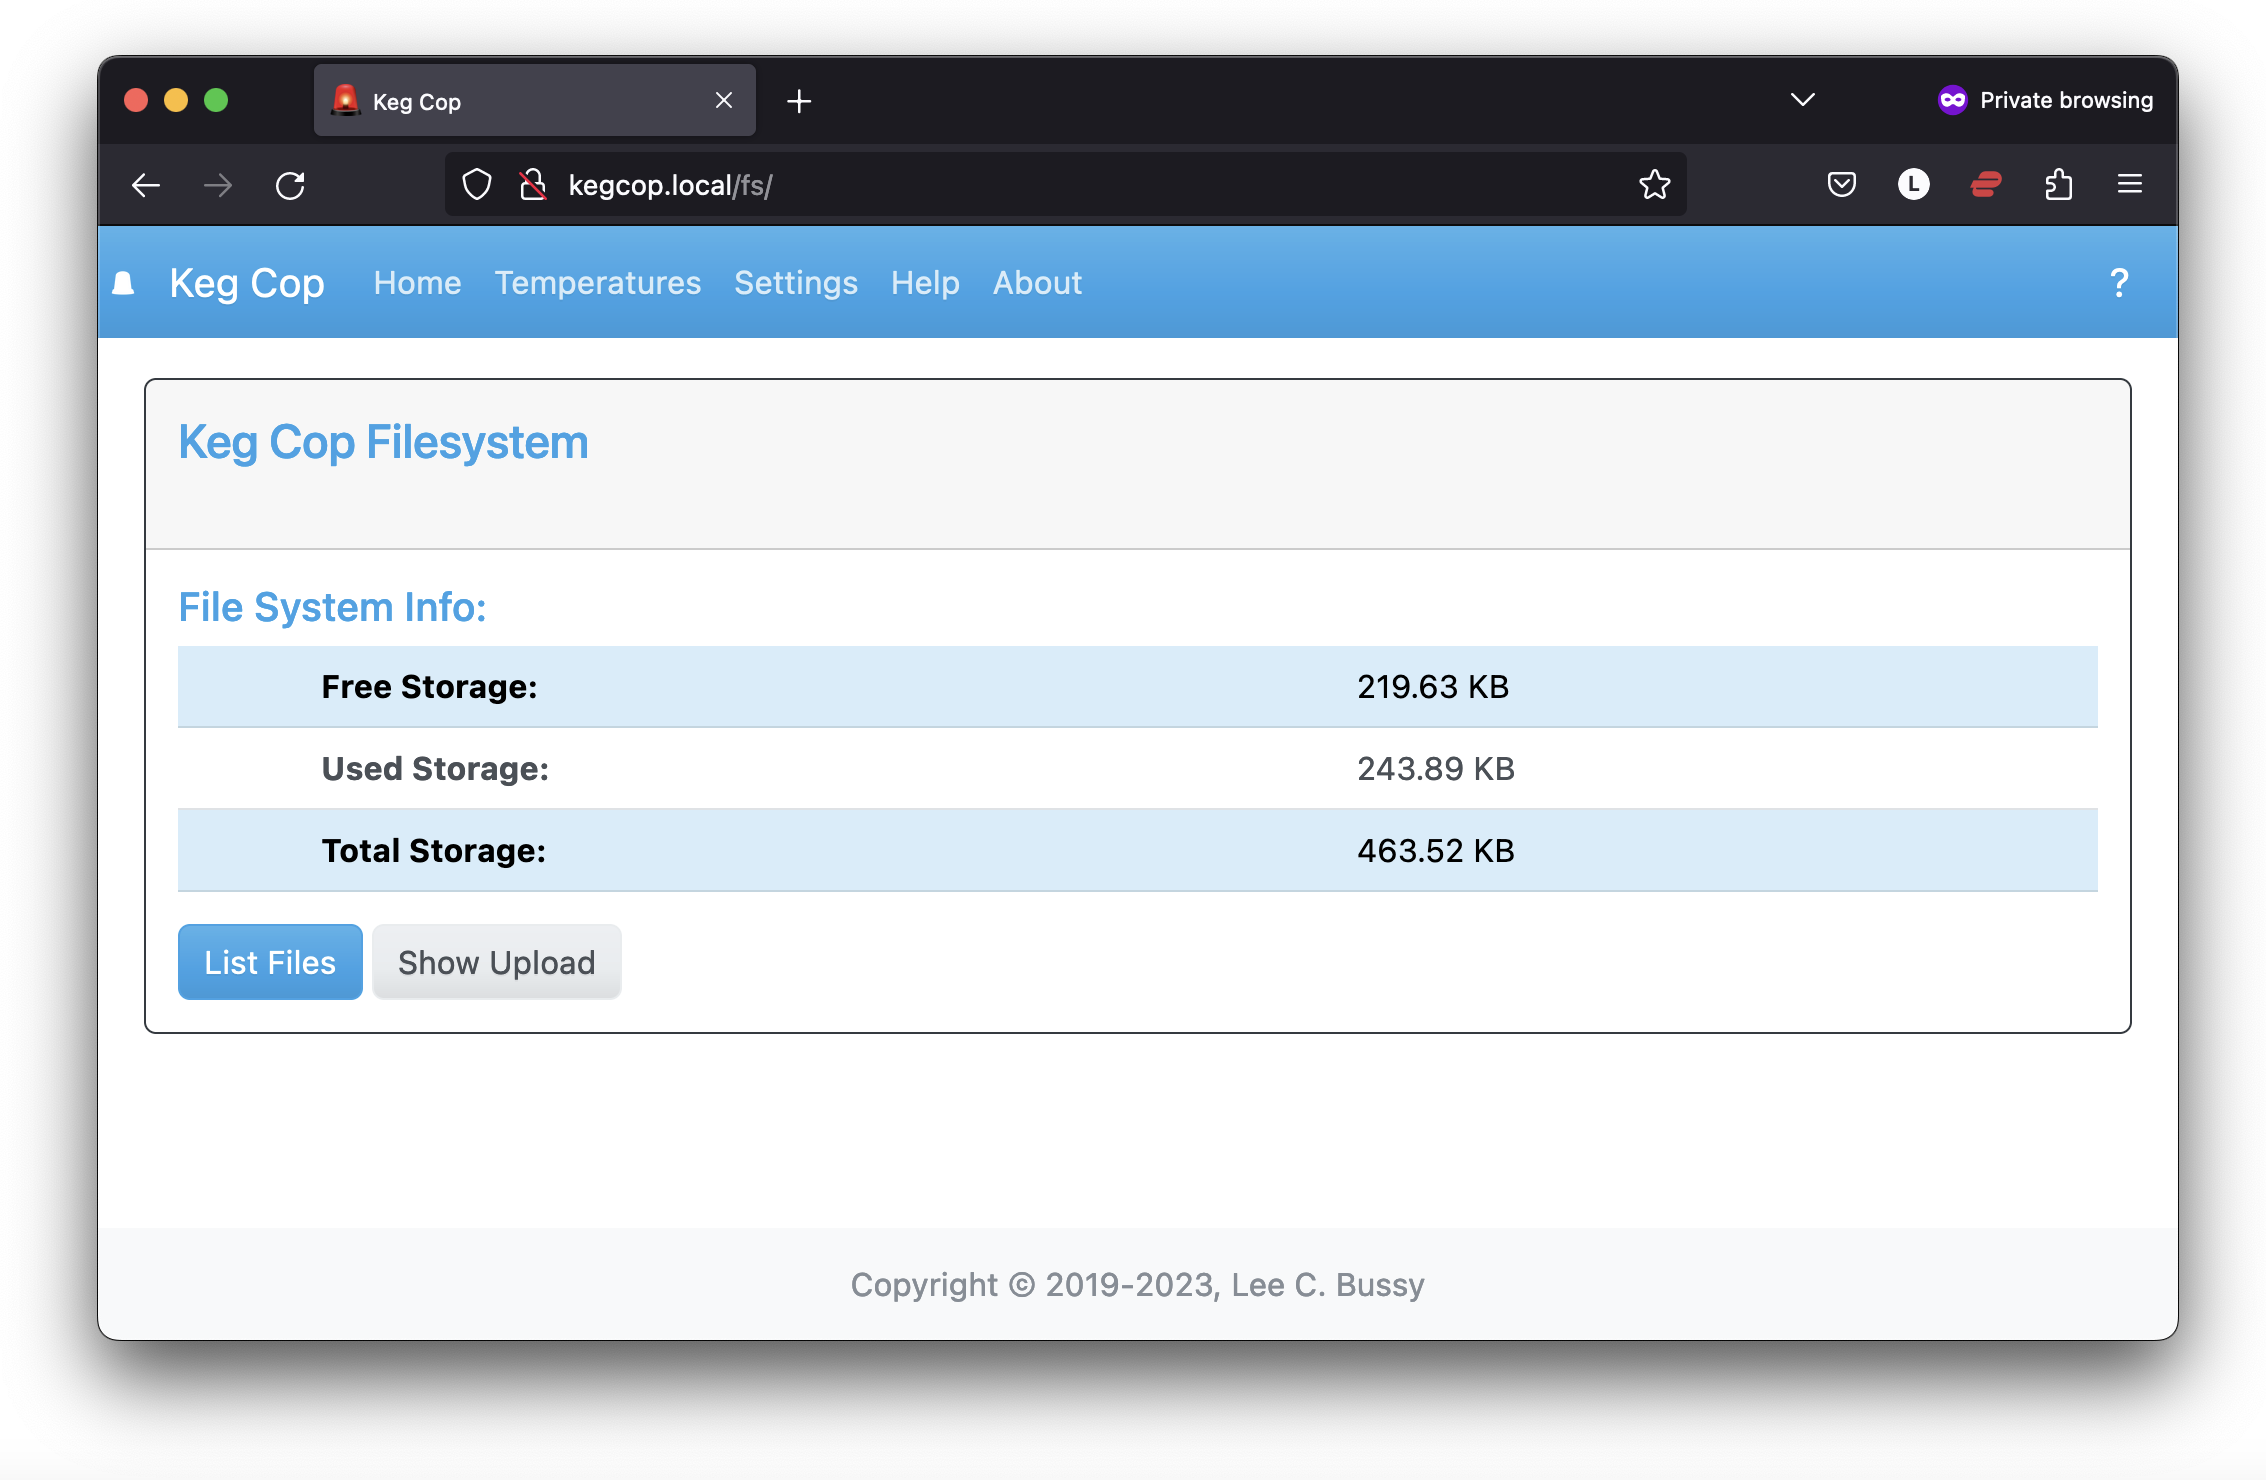 Keg Cop
Private browsing
kegcop.local/fs/
L
Keg Cop Home Temperatures Settings Help About ?
Keg Cop Filesystem
File System Info:
Free Storage: 219.63 KB
Used Storage: 243.89 KB
Total Storage: 463.52 KB
List Files Show Upload
Copyright © 2019-2023, Lee C. Bussy